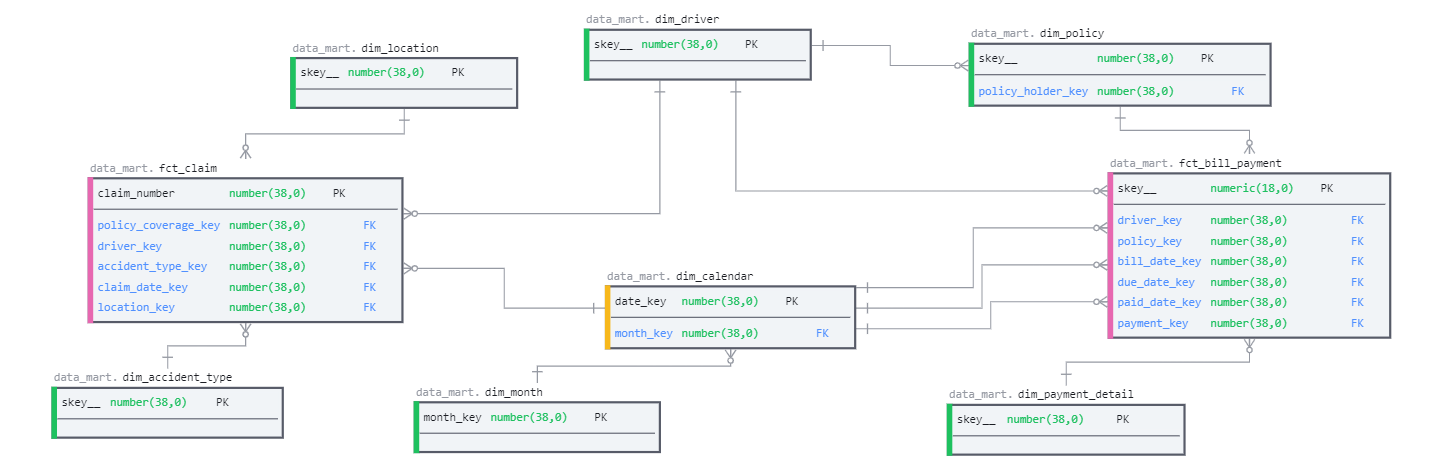 data_mart. dim_driver
skey__ number(38,0) PK
data_mart. dim_policy
skey__ number(38,0) PK
policy_holder_key number(38,0) FK
data_mart. dim_location
skey__ number(38,0) PK
data_mart. fct_claim
claim_number number(38,0) PK
policy_coverage_key number(38,0) FK
driver_key number(38,0) FK
accident_type_key number(38,0) FK
claim_date_key number(38,0) FK
location_key number(38,0) FK
data_mart. fct_bill_payment
skey__ numeric(18,0) PK
driver_key number(38,0) FK
policy_key number(38,0) FK
bill_date_key number(38,0) FK
due_date_key number(38,0) FK
paid_date_key number(38,0) FK
payment_key number(38,0) FK
data_mart. dim_calendar
date_key number(38,0) PK
month_key number(38,0) FK
data_mart. dim_accident_type
skey__ number(38,0) PK
data_mart. dim_month
month_key number(38,0) PK
data_mart. dim_payment_detail
skey__ number(38,0) PK